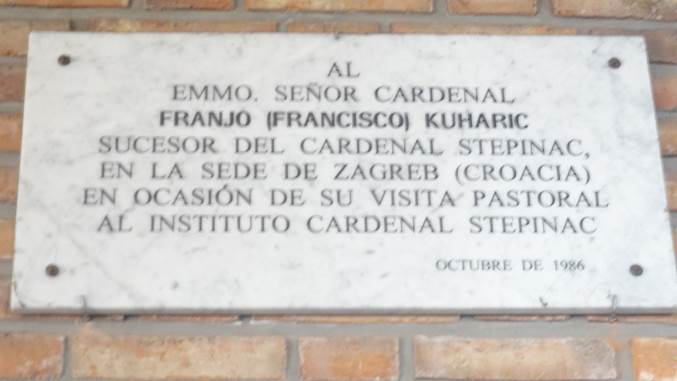 AL
EMMO. SEÑOR CARDENAL
FRANJO (FRANCISCO) KUHARIC
SUCESOR DEL CARDENAL STEPINAC,
EN LA SEDE DE ZAGREB (CROACIA)
EN OCASIÓN DE SU VISITA PASTORAL
AL INSTITUTO CARDENAL STEPINAC
OCTUBRE DE 1986